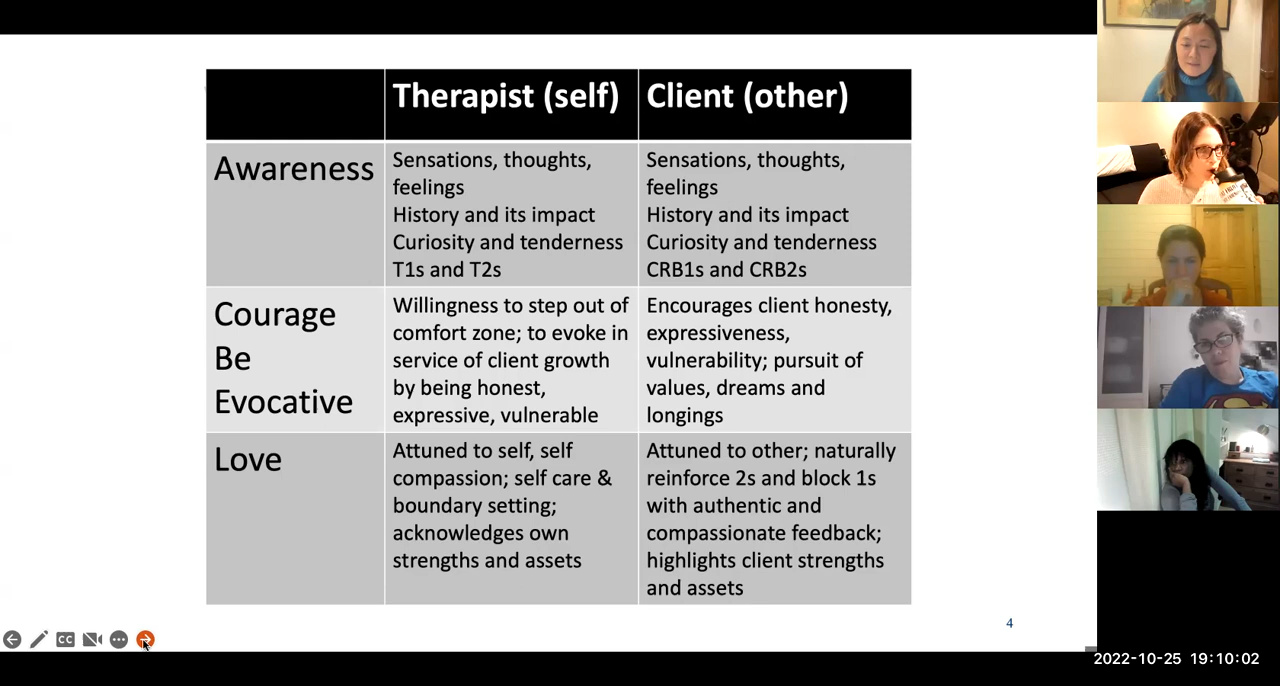 Therapist (self)
Client (other)
Awareness
Sensations, thoughts,
feelings
History and its impact
Curiosity and tenderness
T1s and T2s
Sensations, thoughts,
feelings
History and its impact
Curiosity and tenderness
CRB1s and CRB2s
Courage
Be
Evocative
Willingness to step out of
comfort zone; to evoke in
service of client growth
by being honest,
expressive, vulnerable
Encourages client honesty,
expressiveness,
vulnerability; pursuit of
values, dreams and
longings
Love
Attuned to self, self
compassion; self care &
boundary setting;
acknowledges own
strengths and assets
Attuned to other; naturally
reinforce 2s and block 1s
with authentic and
compassionate feedback;
highlights client strengths
and assets
4
CC
2022-10-25 19:10:02